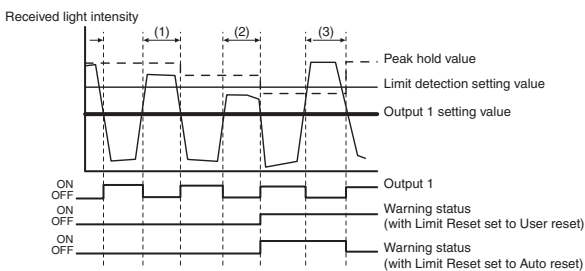 Received light intensity
(1)
(2)
(3)
Peak hold value
Limit detection setting value
Output 1 setting value
ON
OFF
Output 1
ON
OFF
Warning status
(with Limit Reset set to User reset)
ON
OFF
Warning status
(with Limit Reset set to Auto reset)